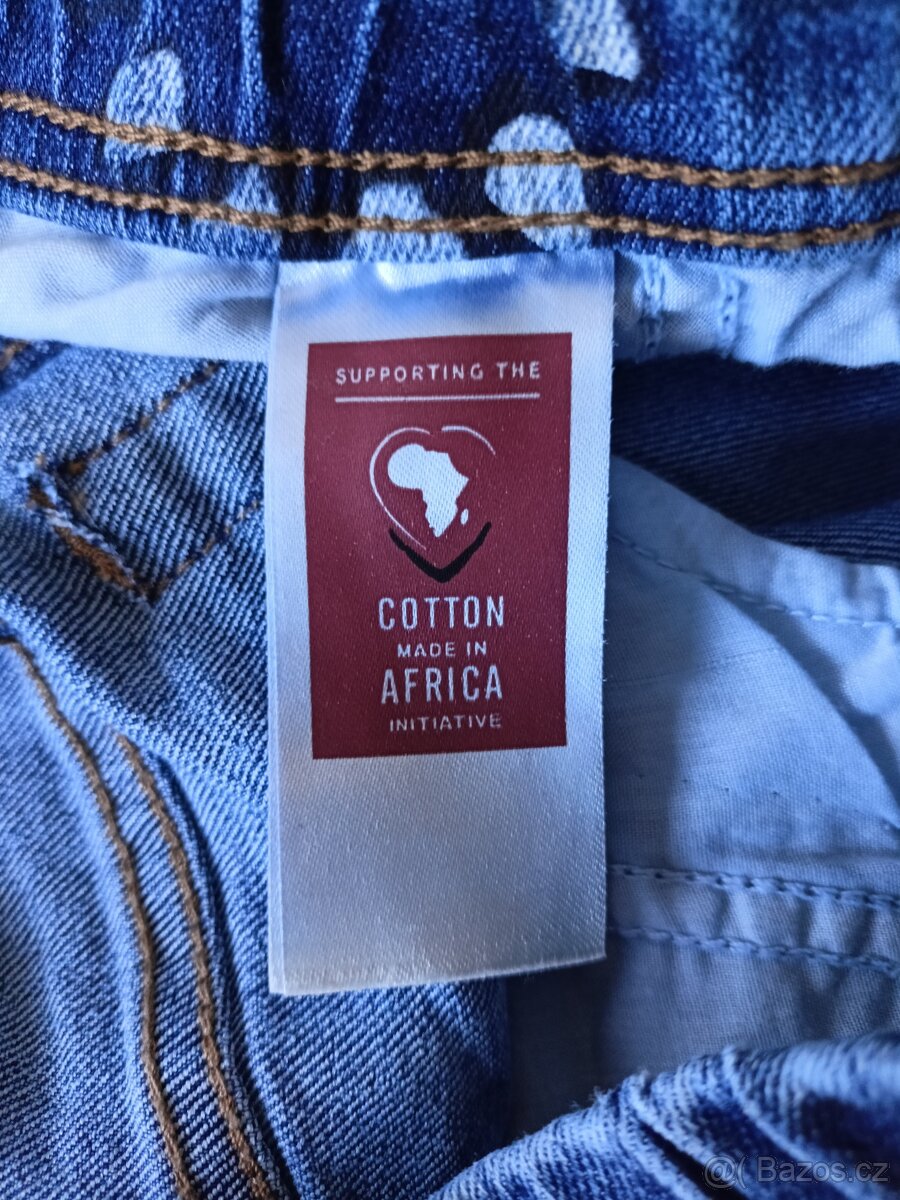 SUPPORTING THE
COTTON
MADE IN
AFRICA
INITIATIVE
@( Bazos.cz